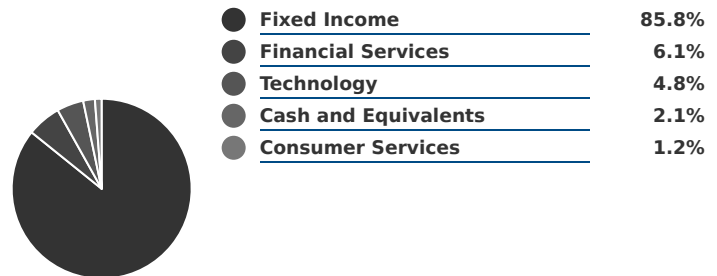 Fixed Income 85.8%
Financial Services 6.1%
Technology 4.8%
Cash and Equivalents 2.1%
Consumer Services 1.2%